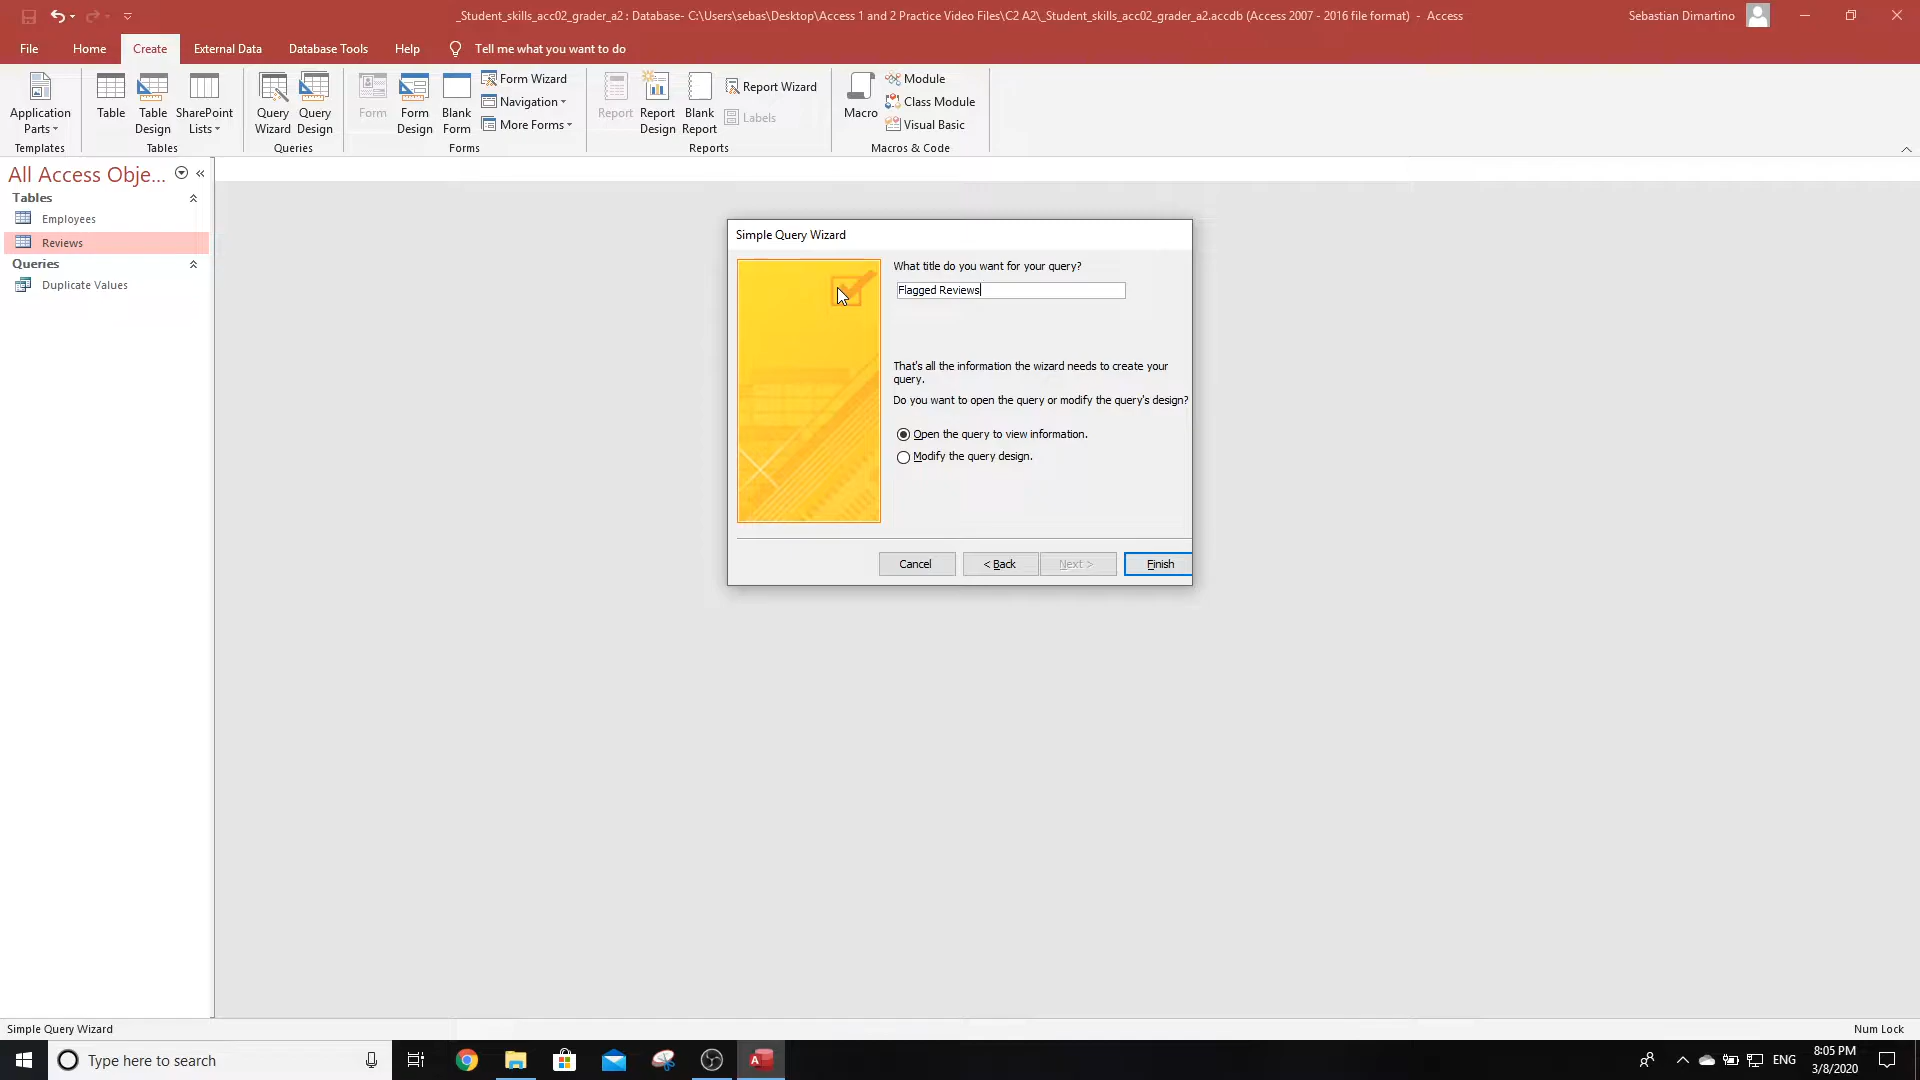 _Student_skills_acc02_grader_a2 : Database- C:\Users\sebas\Desktop\Access 1 and 2 Practice Video Files\C2 A2\_Student_skills_acc02_grader_a2.accdb (Access 2007 - 2016 file format) - Access
Sebastian Dimartino
File Home Create External Data Database Tools Help Tell me what you want to do
Application Parts
Templates
Table
Table Design
SharePoint Lists
Tables
Query Wizard
Query Design
Queries
Form
Form Design
Blank Form
Form Wizard
Navigation
More Forms
Forms
Report
Report Design
Blank Report
Report Wizard
Labels
Reports
Macro
Module
Class Module
Visual Basic
Macros & Code
All Access Obje...
Tables
Employees
Reviews
Queries
Duplicate Values
Simple Query Wizard
What title do you want for your query?
Flagged Reviews
That's all the information the wizard needs to create your
query.
Do you want to open the query or modify the query's design?
Open the query to view information.
Modify the query design.
Cancel < Back Next > Finish
Simple Query Wizard
Num Lock
Type here to search
ENG
8:05 PM
3/8/2020